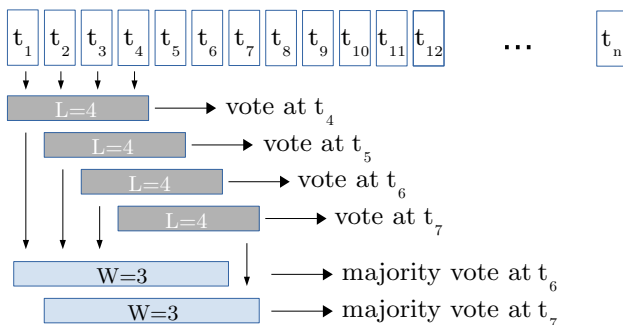 t1 t2 t3 t4 t5 t6 t7 t8 t9 t10 t11 t12 ... tn
L=4 vote at t4
L=4 vote at t5
L=4 vote at t6
L=4 vote at t7
W=3 majority vote at t6
W=3 majority vote at t7